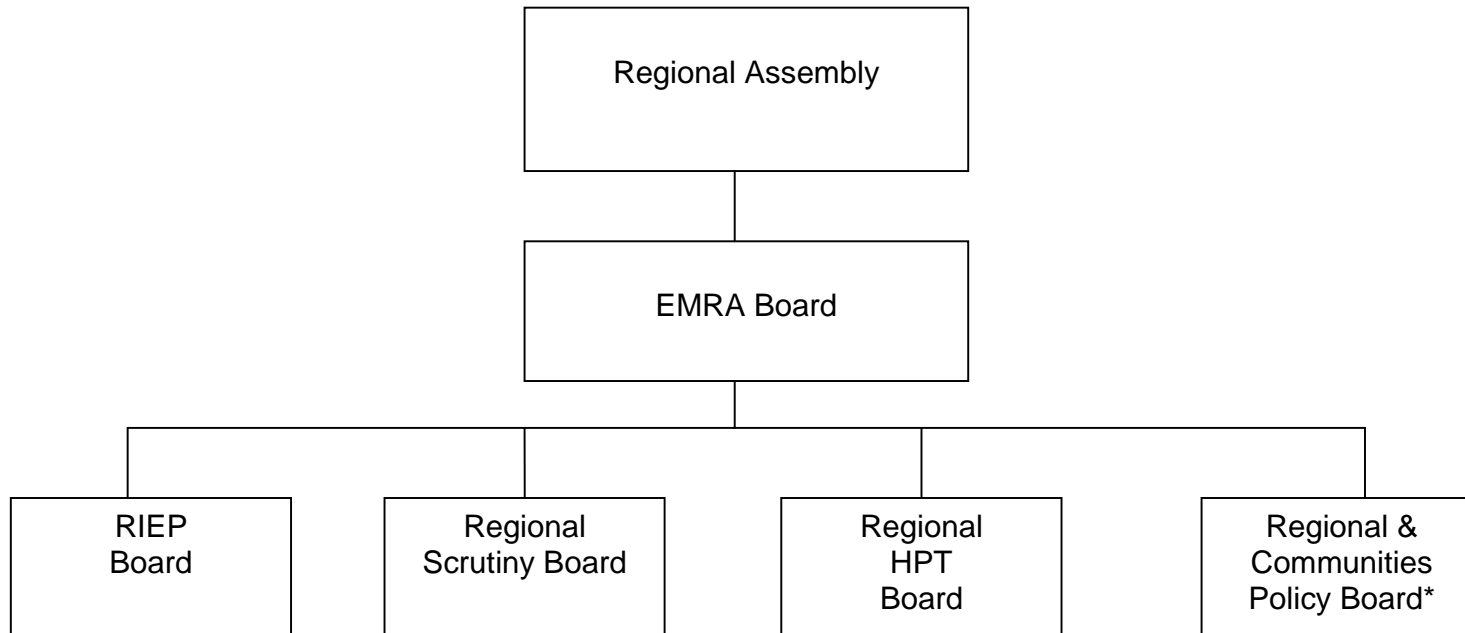 Regional Assembly
EMRA Board
RIEP
Board
Regional
Scrutiny Board
Regional
HPT
Board
Regional &
Communities
Policy Board*